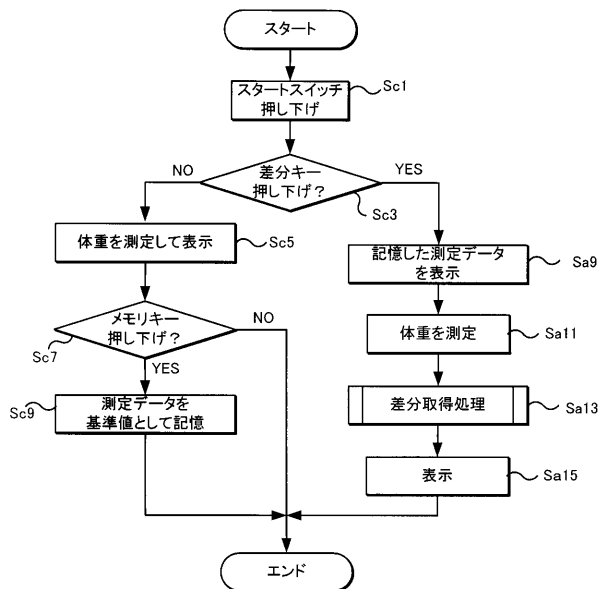 スタート
スタートスイッチ
押し下げ
Sc1
差分キー
押し下げ?
NO
YES
Sc3
体重を測定して表示
Sc5
記憶した測定データ
を表示
Sa9
メモリキー
押し下げ?
NO
Sc7
YES
体重を測定
Sa11
測定データを
基準値として記憶
Sc9
差分取得処理
Sa13
表示
Sa15
エンド